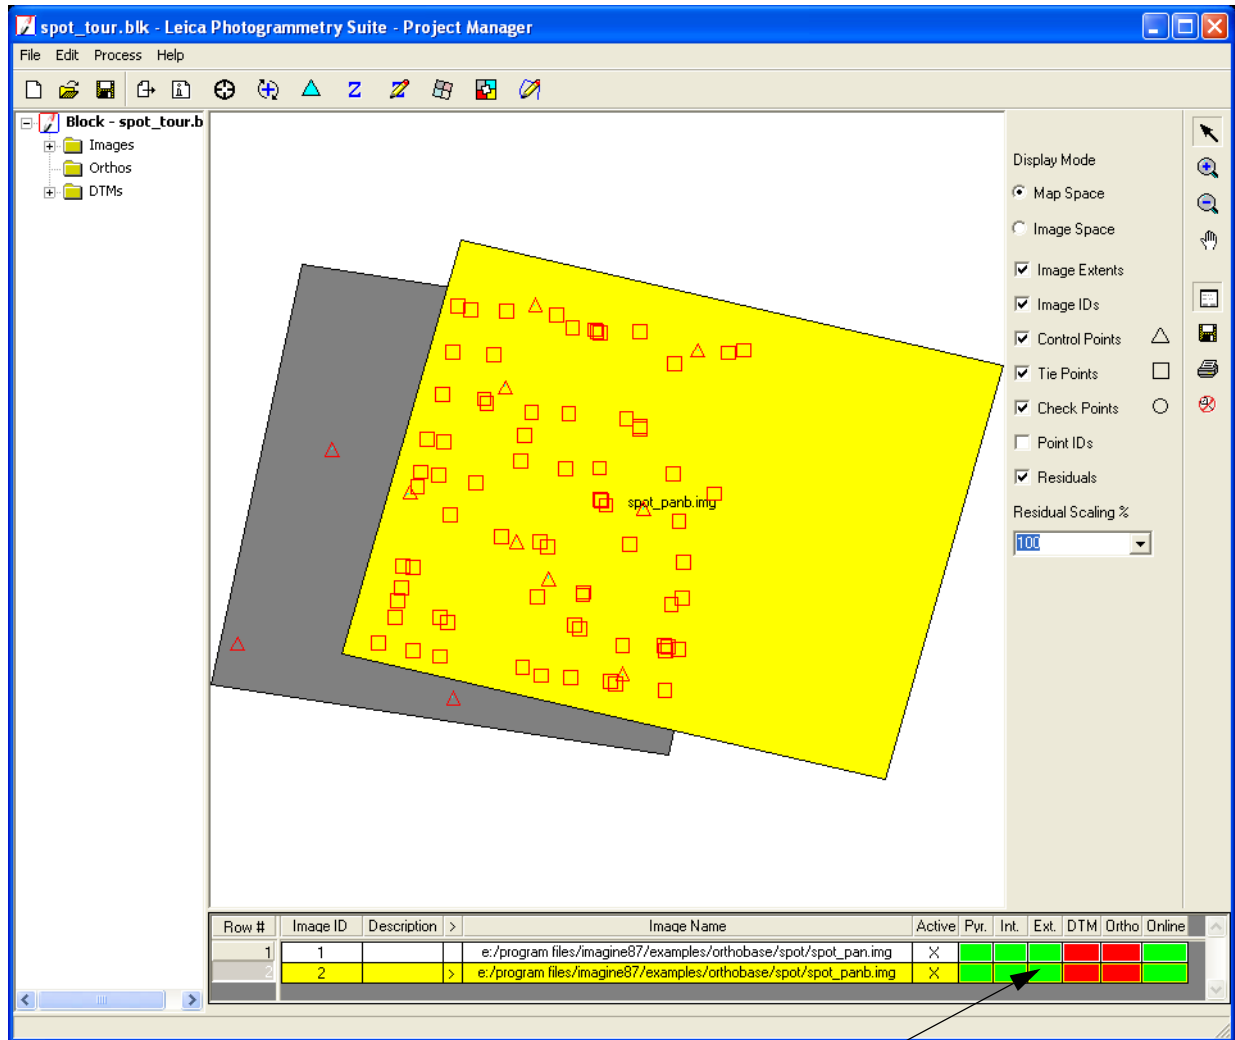 spot_tour.blk - Leica Photogrammetry Suite - Project Manager
File Edit Process Help
Block - spot_tour.b
Images
Orthos
DTMs
spot_panb.img
Display Mode
Map Space
Image Space
Image Extents
Image IDs
Control Points
Tie Points
Check Points
Point IDs
Residuals
Residual Scaling %
100
Row # Image ID Description > Image Name Active Pyr. Int. Ext. DTM Ortho Online
1 1 e:/program files/imagine87/examples/orthobase/spot/spot_pan.img X
2 2 > e:/program files/imagine87/examples/orthobase/spot/spot_panb.img X